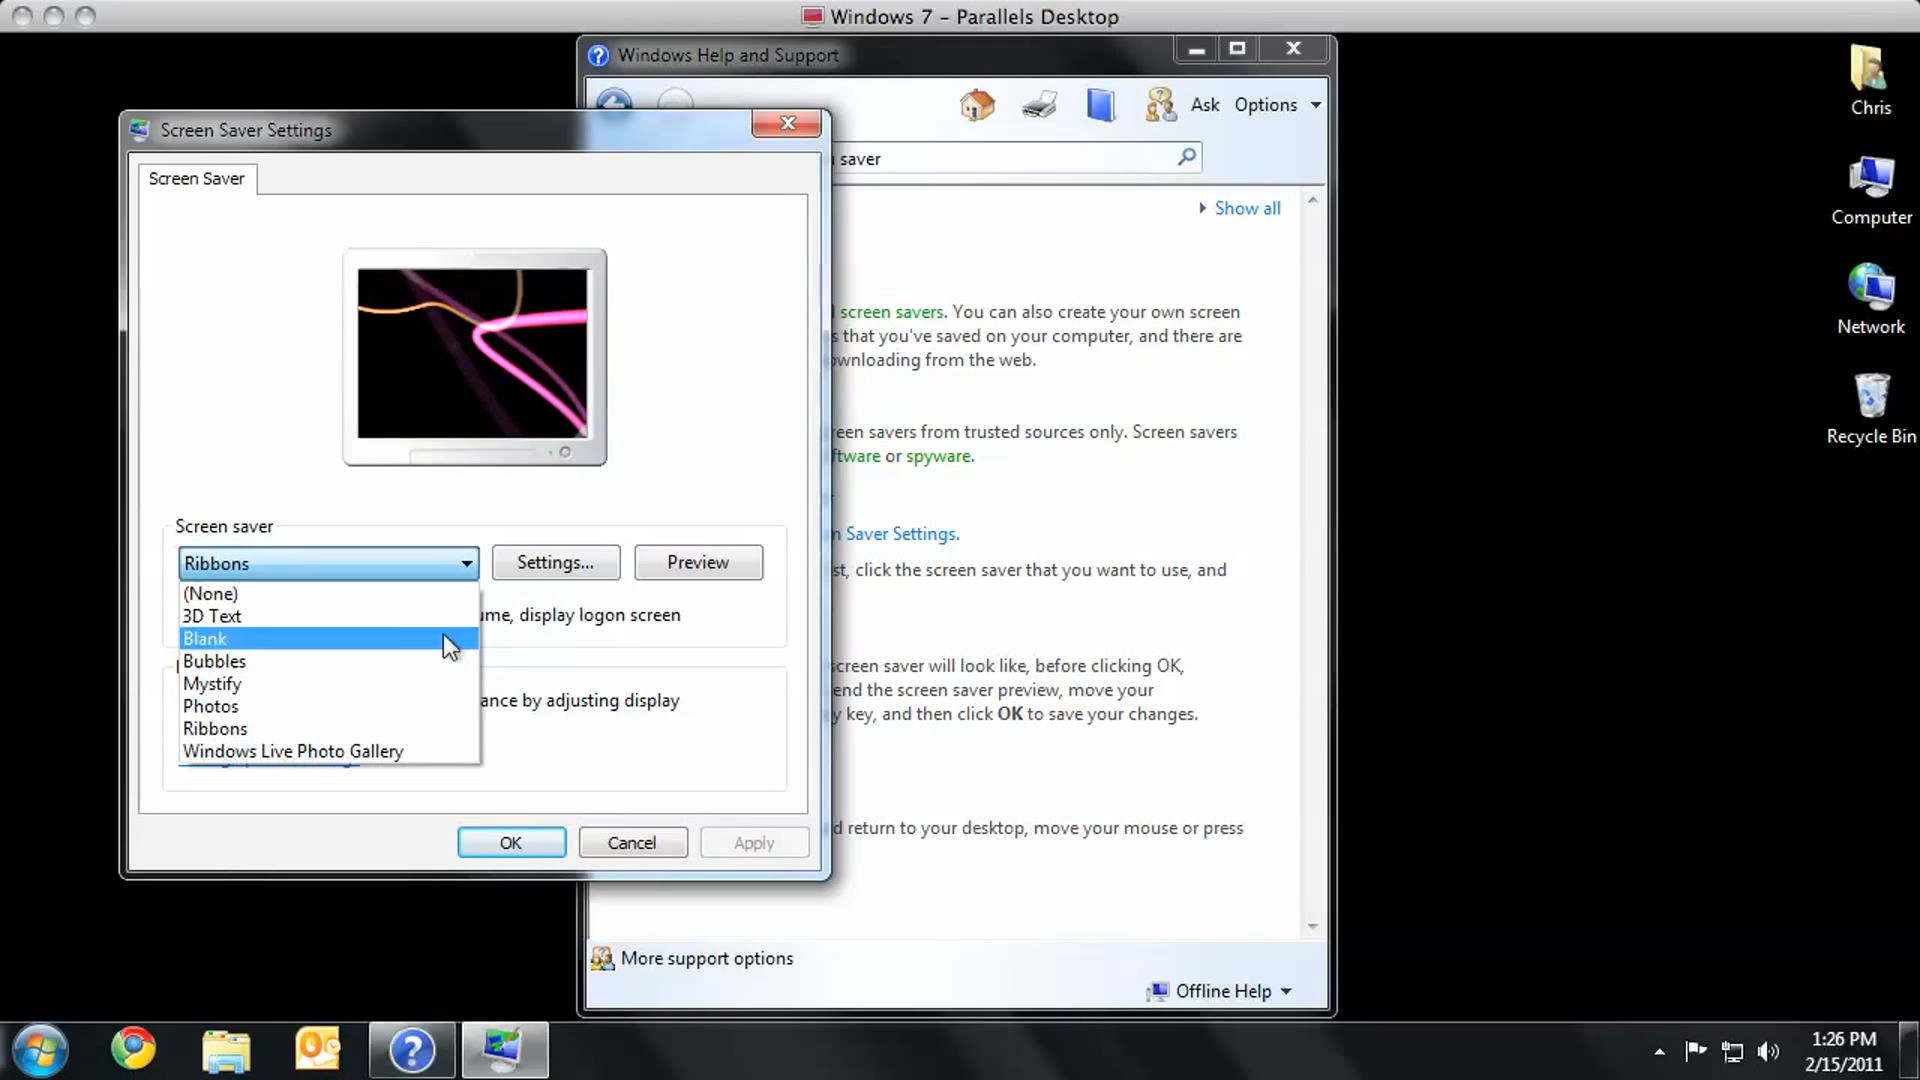 Windows 7 - Parallels Desktop
Windows Help and Support
Ask
Options
saver
Show all
screen savers. You can also create your own screen
that you've saved on your computer, and there are
downloading from the web.
screen savers from trusted sources only. Screen savers
or spyware.
Saver Settings.
click the screen saver that you want to use, and
screen saver will look like, before clicking OK,
end the screen saver preview, move your
key, and then click OK to save your changes.
return to your desktop, move your mouse or press
More support options
Offline Help
Screen Saver Settings
Screen Saver
Screen saver
Ribbons
Settings...
Preview
(None)
3D Text
Blank
Bubbles
Mystify
Photos
Ribbons
Windows Live Photo Gallery
display logon screen
by adjusting display
OK
Cancel
Apply
Chris
Computer
Network
Recycle Bin
1:26 PM
2/15/2011